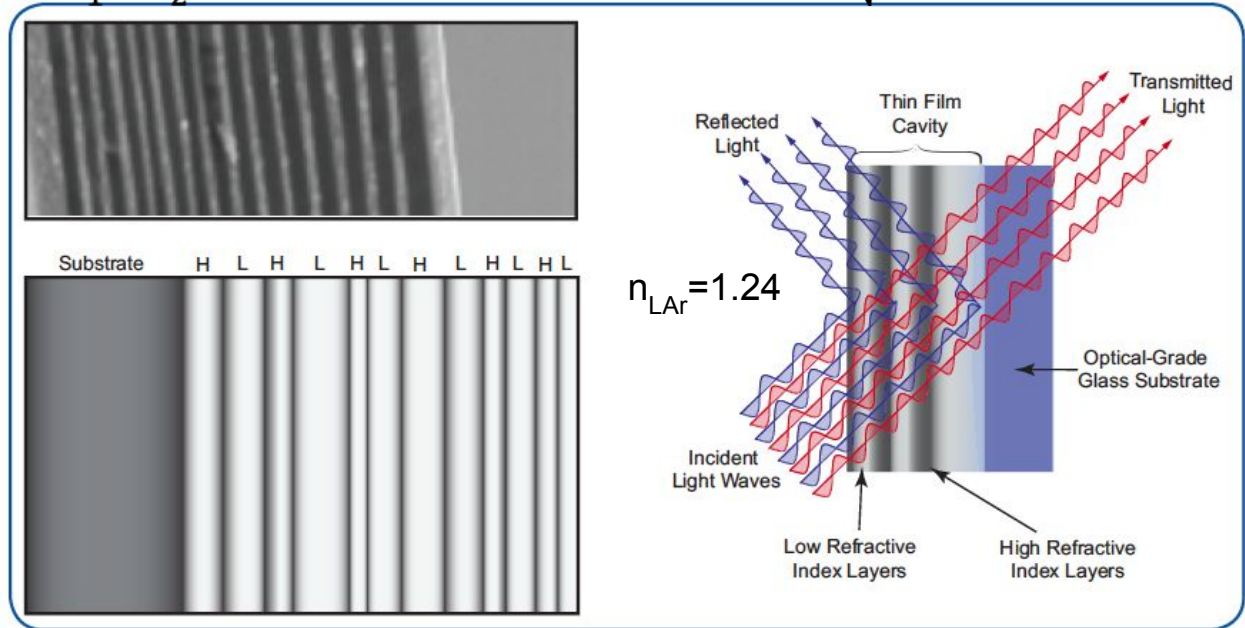 Substrate H L H L H L H L H L H L
Reflected
Light
Thin Film
Cavity
Transmitted
Light
n_LAr=1.24
Optical-Grade
Glass Substrate
Incident
Light Waves
Low Refractive
Index Layers
High Refractive
Index Layers